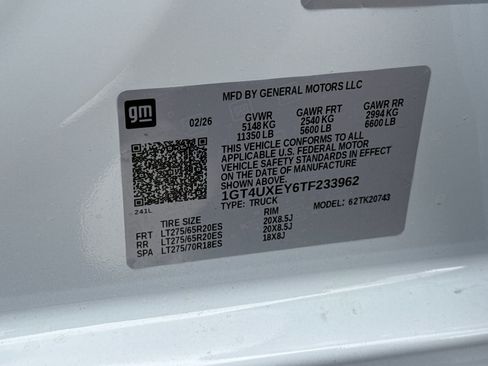 MFD BY GENERAL MOTORS LLC
gm
02/26
GVWR GAWR FRT GAWR RR
5148 KG 2540 KG 2994 KG
11350 LB 5600 LB 6600 LB
THIS VEHICLE CONFORMS TO ALL
APPLICABLE U.S. FEDERAL MOTOR
VEHICLE SAFETY STANDARDS IN EFFECT
ON THE DATE OF MANUFACTURE
1GT4UXEY6TF233962
TYPE: TRUCK MODEL: 62TK20743
241L
TIRE SIZE RIM
FRT LT275/65R20ES 20X8.5J
RR LT275/65R20ES 20X8.5J
SPA LT275/70R18ES 18X8J